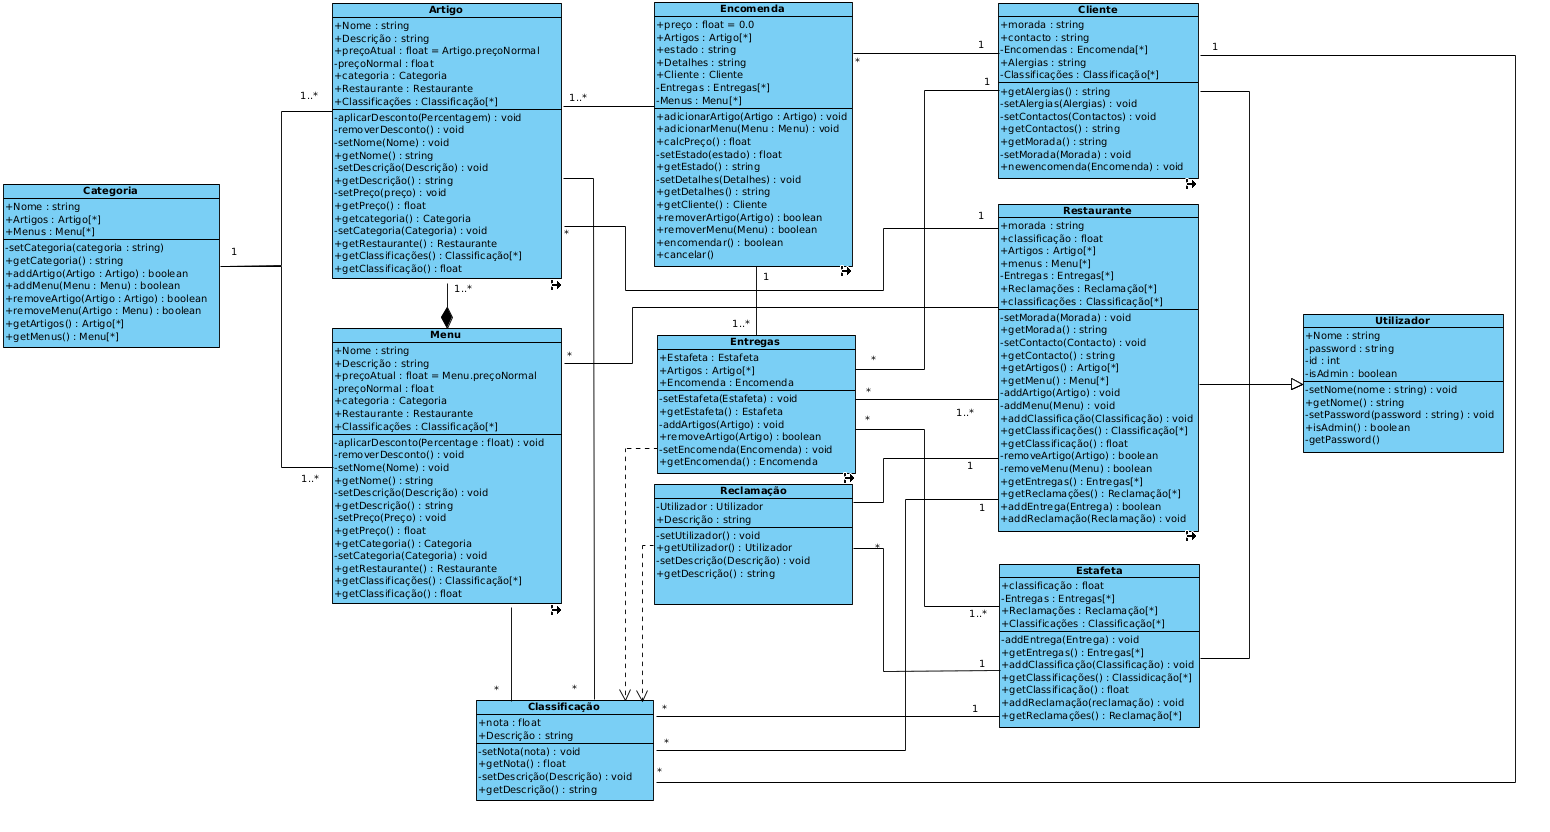 Artigo
+Nome : string
+Descrição : string
+preçoAtual : float = Artigo.preçoNormal
-preçoNormal : float
+categoria : Categoria
+Restaurante : Restaurante
+Classificações : Classificação[*]
-aplicarDesconto(Percentagem) : void
-removerDesconto() : void
-setNome(Nome) : void
+getNome() : string
-setDescrição(Descrição) : void
+getDescrição() : string
-setPreço(preço) : void
+getPreço() : float
+getcategoria() : Categoria
-setCategoria(Categoria) : void
+getRestaurante() : Restaurante
+getClassificações() : Classificação[*]
+getClassificação() : float
Encomenda
+preço : float = 0.0
+Artigos : Artigo[*]
+estado : string
+Detalhes : string
+Cliente : Cliente
-Entregas : Entregas[*]
-Menus : Menu[*]
+adicionarArtigo(Artigo : Artigo) : void
+adicionarMenu(Menu : Menu) : void
+calcPreço() : float
-setEstado(estado) : float
+getEstado() : string
-setDetalhes(Detalhes) : void
+getDetalhes() : string
+getCliente() : Cliente
+removerArtigo(Artigo) : boolean
+removerMenu(Menu) : boolean
+encomendar() : boolean
+cancelar()
Cliente
+morada : string
+contacto : string
-Encomendas : Encomenda[*]
+Alergias : string
-Classificações : Classificação[*]
+getAlergias() : string
-setAlergias(Alergias) : void
-setContactos(Contactos) : void
+getContactos() : string
+getMorada() : string
-setMorada(Morada) : void
+newencomenda(Encomenda) : void
1
1
*
1
1..*
1..*
Categoria
+Nome : string
+Artigos : Artigo[*]
+Menus : Menu[*]
-setCategoria(categoria : string)
+getCategoria() : string
+addArtigo(Artigo : Artigo) : boolean
+addMenu(Menu : Menu) : boolean
+removeArtigo(Artigo : Artigo) : boolean
+removeMenu(Artigo : Menu) : boolean
+getArtigos() : Artigo[*]
+getMenus() : Menu[*]
1
*
1
Restaurante
+morada : string
+classificação : float
+Artigos : Artigo[*]
+menus : Menu[*]
-Entregas : Entregas[*]
+Reclamações : Reclamação[*]
+classificações : Classificação[*]
-setMorada(Morada) : void
+getMorada() : string
-setContacto(Contacto) : void
+getContacto() : string
+getArtigos() : Artigo[*]
+getMenu() : Menu[*]
-addArtigo(Artigo) : void
-addMenu(Menu) : void
+addClassificação(Classificação) : void
+getClassificações() : Classificação[*]
+getClassificação() : float
-removeArtigo(Artigo) : boolean
-removeMenu(Menu) : boolean
+getEntregas() : Entregas[*]
+getReclamações() : Reclamação[*]
+addEntrega(Entrega) : boolean
+addReclamação(Reclamação) : void
1
1..*
1..*
Menu
+Nome : string
+Descrição : string
+preçoAtual : float = Menu.preçoNormal
-preçoNormal : float
+categoria : Categoria
+Restaurante : Restaurante
+Classificações : Classificação[*]
-aplicarDesconto(Percentage : float) : void
-removerDesconto() : void
-setNome(Nome) : void
+getNome() : string
-setDescrição(Descrição) : void
+getDescrição() : string
-setPreço(Preço) : void
+getPreço() : float
+getCategoria() : Categoria
-setCategoria(Categoria) : void
+getRestaurante() : Restaurante
+getClassificações() : Classificação[*]
+getClassificação() : float
*
Entregas
+Estafeta : Estafeta
+Artigos : Artigo[*]
+Encomenda : Encomenda
-setEstafeta(Estafeta) : void
+getEstafeta() : Estafeta
-addArtigos(Artigo) : void
+removeArtigo(Artigo) : boolean
-setEncomenda(Encomenda) : void
+getEncomenda() : Encomenda
*
*
*
1..*
Utilizador
+Nome : string
-password : string
-id : int
-isAdmin : boolean
-setNome(nome : string) : void
+getNome() : string
-setPassword(password : string) : void
+isAdmin() : boolean
-getPassword()
1..*
1
1
Reclamação
-Utilizador : Utilizador
+Descrição : string
-setUtilizador() : void
+getUtilizador() : Utilizador
-setDescrição(Descrição) : void
+getDescrição() : string
*
Estafeta
+classificação : float
-Entregas : Entregas[*]
+Reclamações : Reclamação[*]
+Classificações : Classificação[*]
-addEntrega(Entrega) : void
+getEntregas() : Entregas[*]
+addClassificação(Classificação) : void
+getClassificações() : Classidicação[*]
+getClassificação() : float
+addReclamação(reclamação) : void
+getReclamações() : Reclamação[*]
1..*
1
1
*
*
Classificação
+nota : float
+Descrição : string
-setNota(nota) : void
+getNota() : float
-setDescrição(Descrição) : void
+getDescrição() : string
*
*
*